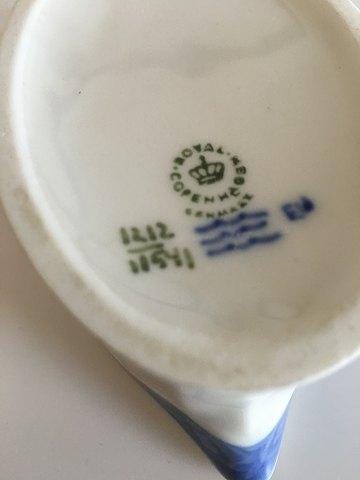 ROYAL COPENHAGEN
DENMARK
1212
11541